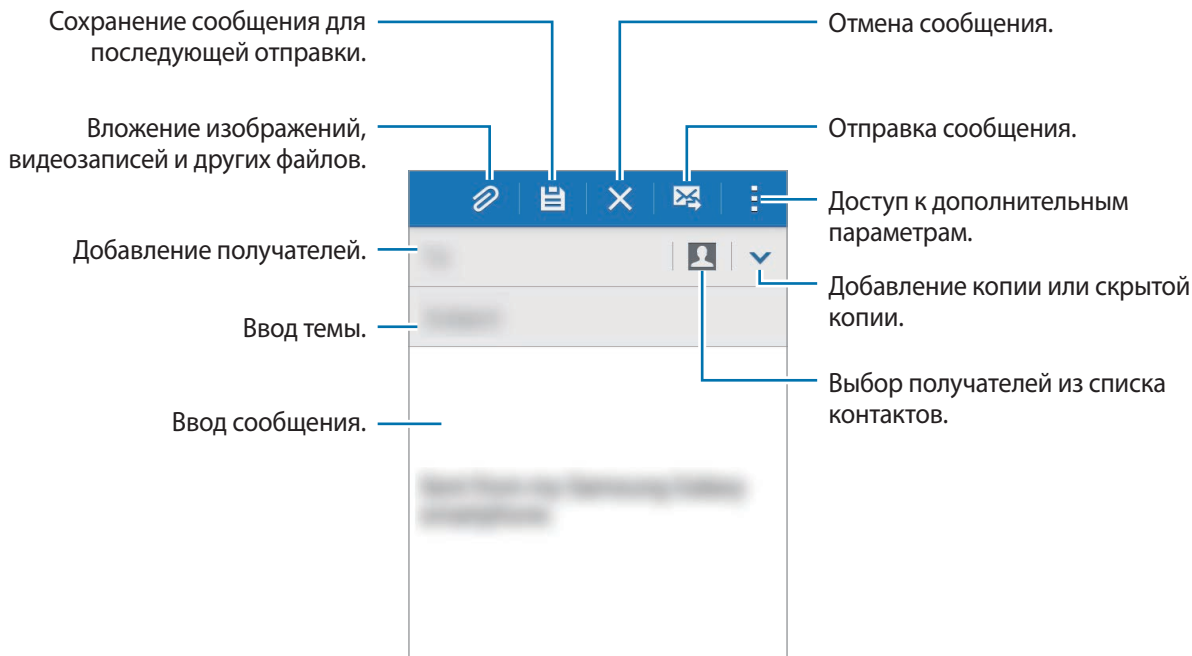 Сохранение сообщения для
последующей отправки.
Отмена сообщения.
Вложение изображений,
видеозаписей и других файлов.
Отправка сообщения.
Доступ к дополнительным
параметрам.
Добавление получателей.
Добавление копии или скрытой
копии.
Ввод темы.
Выбор получателей из списка
контактов.
Ввод сообщения.